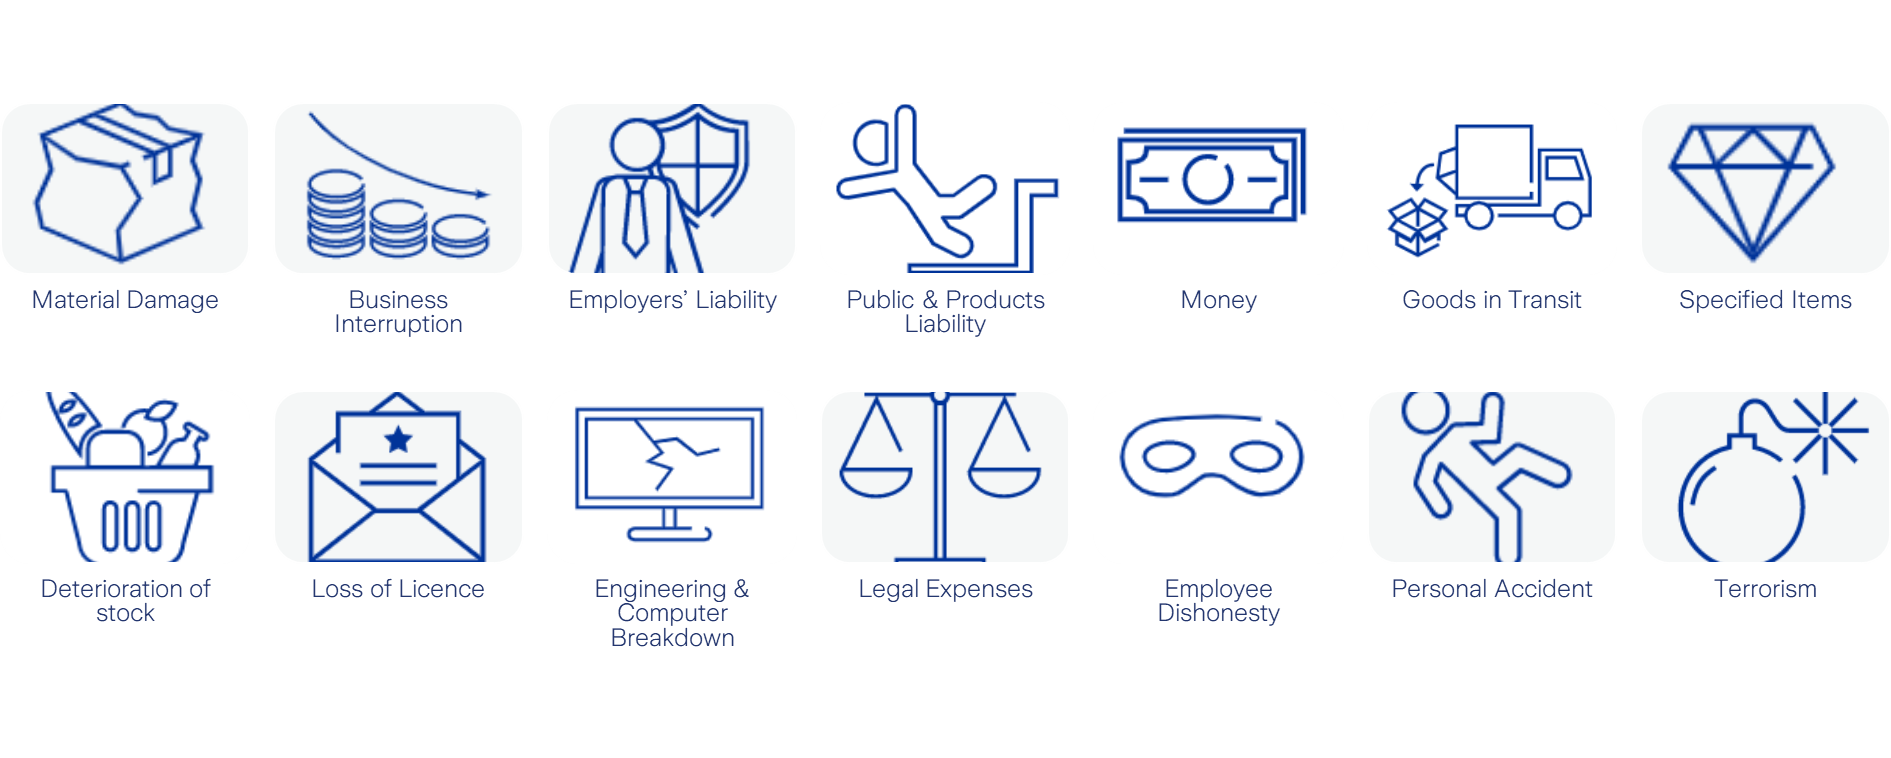 Material Damage
Business
Interruption
Employers’ Liability
Public & Products
Liability
Money
Goods in Transit
Specified Items
Deterioration of
stock
Loss of Licence
Engineering &
Computer
Breakdown
Legal Expenses
Employee
Dishonesty
Personal Accident
Terrorism